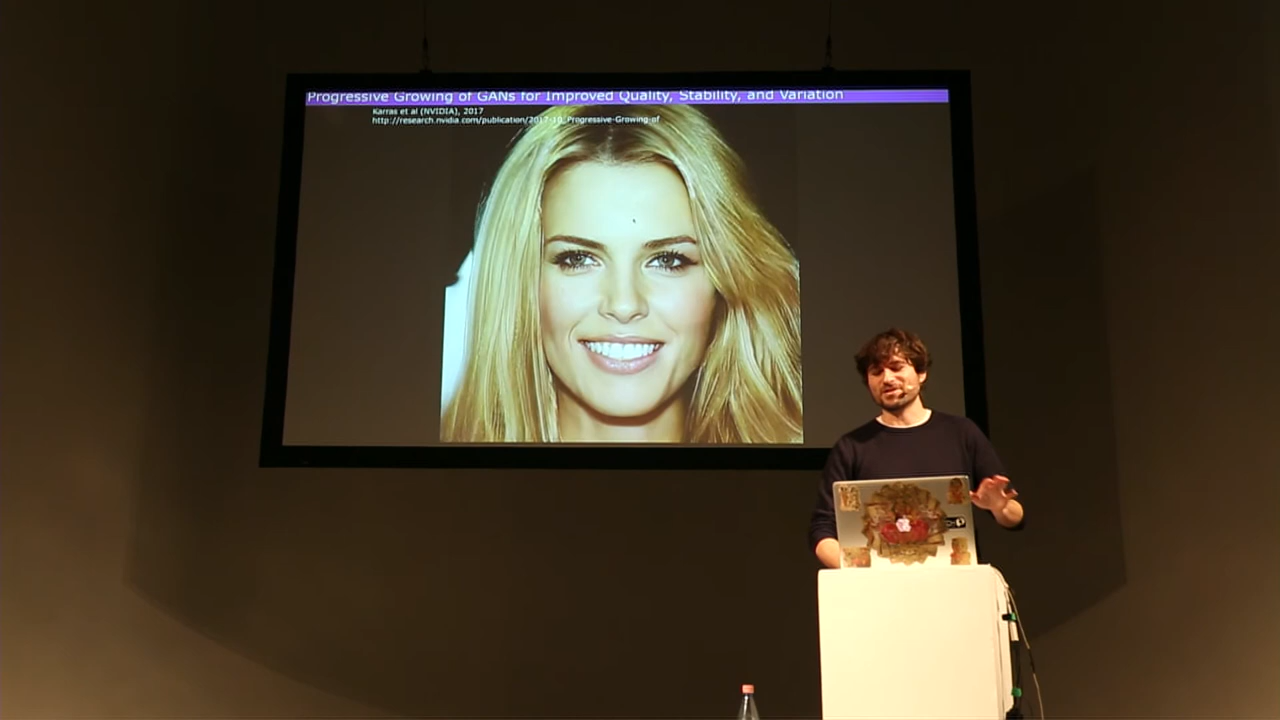 Progressive Growing of GANs for Improved Quality, Stability, and Variation
Karras et al (NVIDIA), 2017
http://research.nvidia.com/publication/2017-10_Progressive-Growing-of